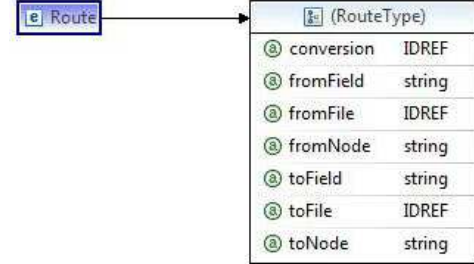 e Route
(RouteType)
a conversion IDREF
a fromField string
a fromFile IDREF
a fromNode string
a toField string
a toFile IDREF
a toNode string